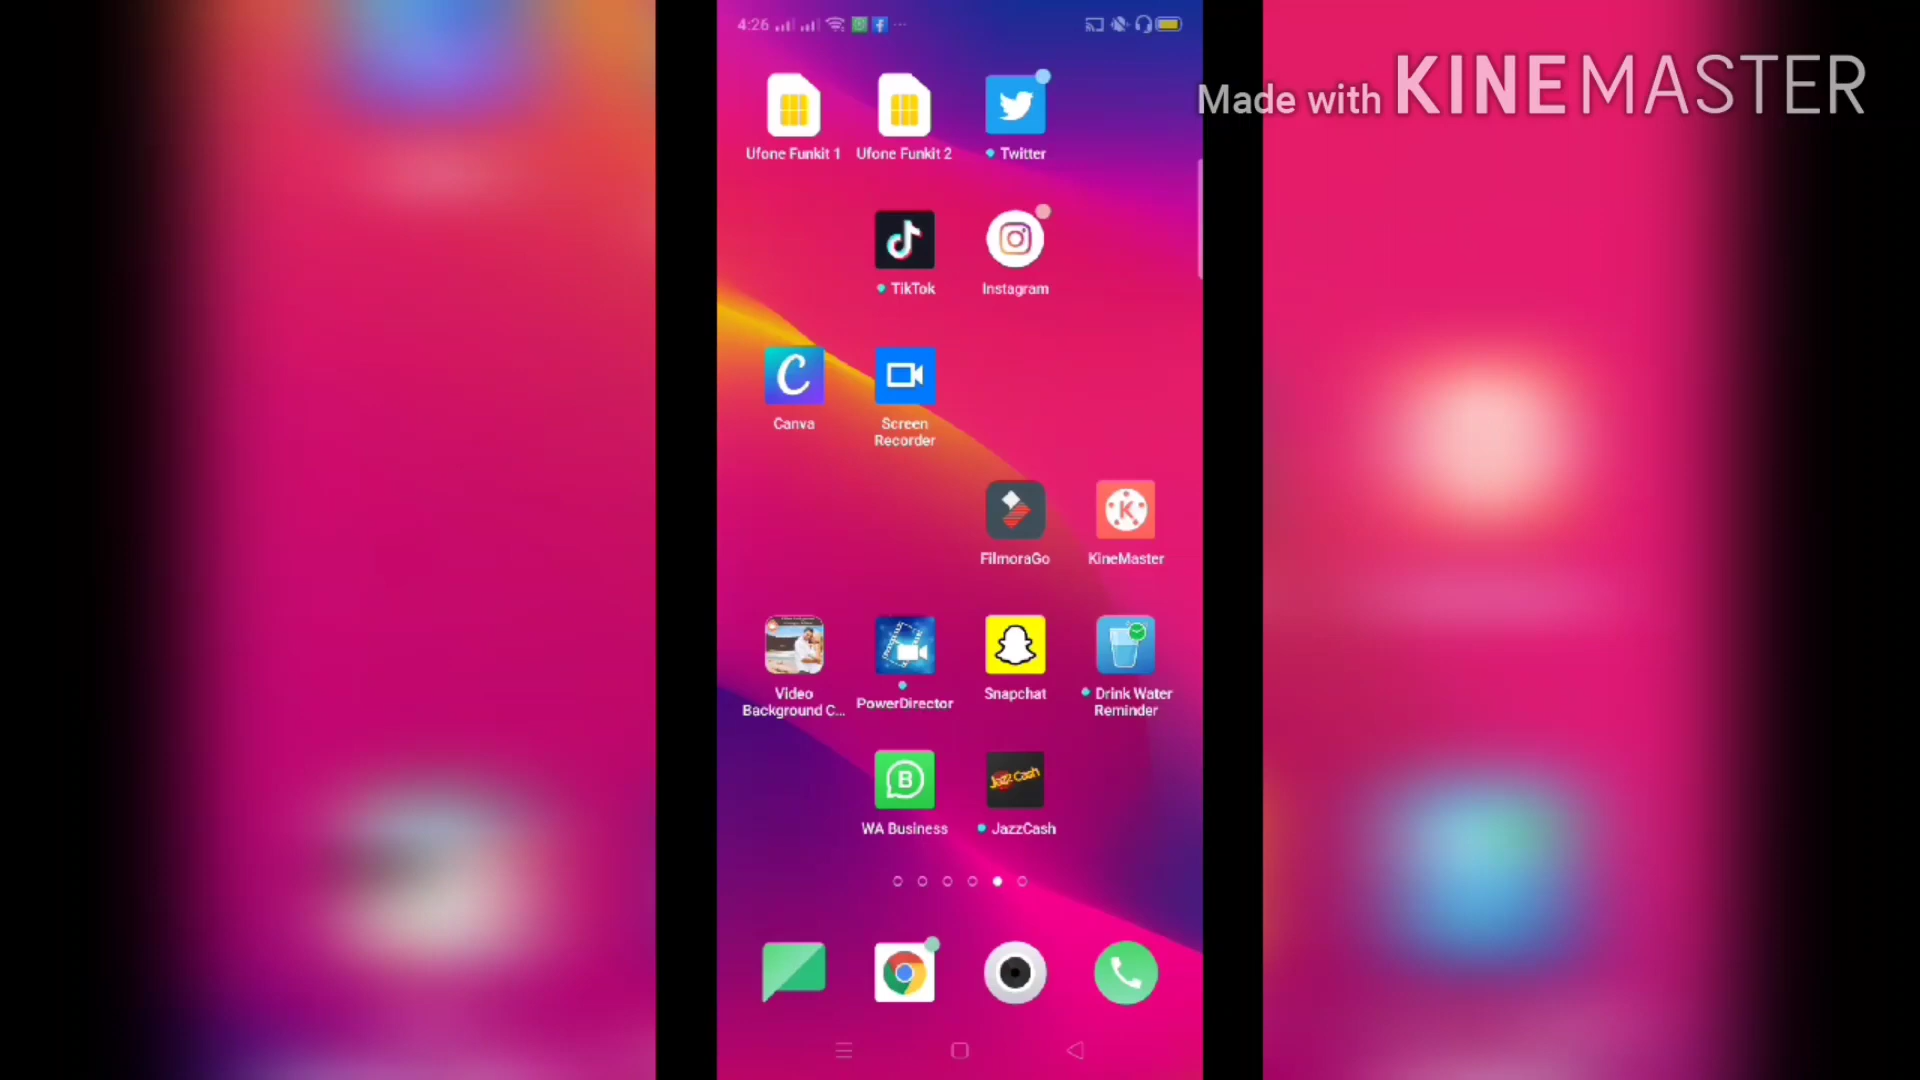 4:26
Made with KINEMASTER
Ufone Funkit 1
Ufone Funkit 2
Twitter
TikTok
Instagram
C
Canva
Screen
Recorder
K
FilmoraGo
KineMaster
Video
Background C...
PowerDirector
Snapchat
Drink Water
Reminder
B
JazzCash
WA Business
JazzCash